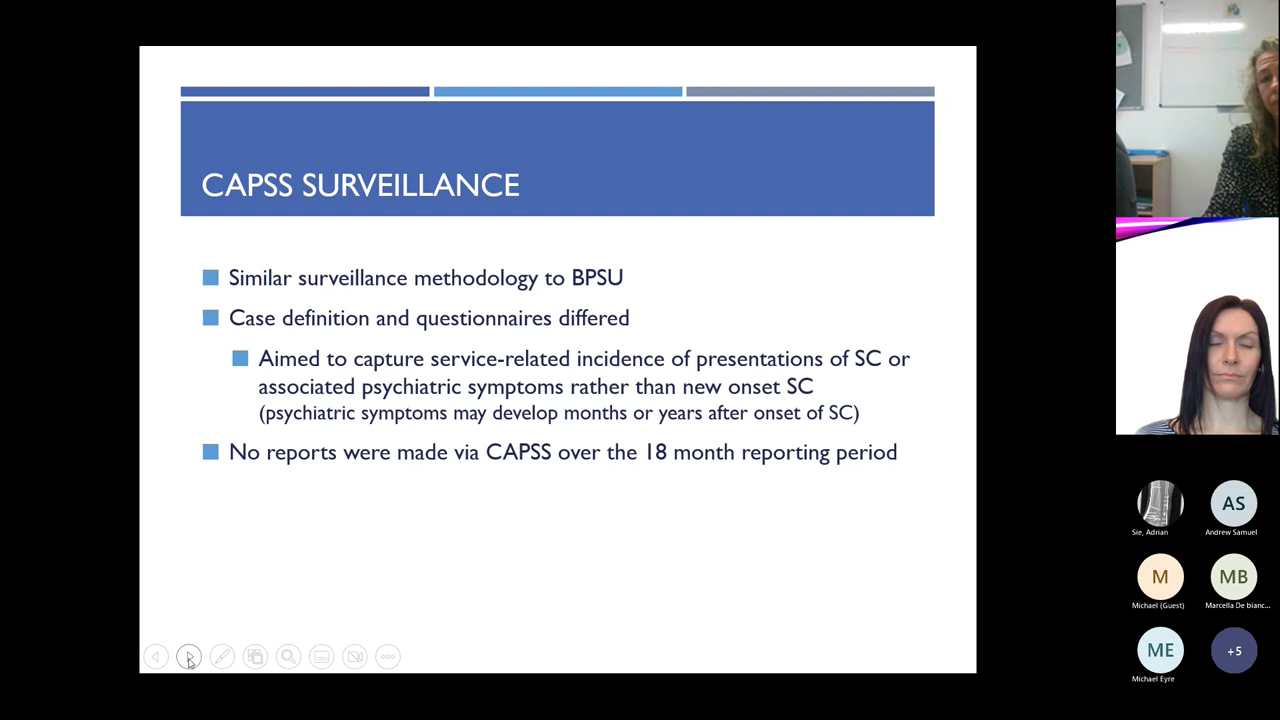 CAPSS SURVEILLANCE
Similar surveillance methodology to BPSU
Case definition and questionnaires differed
Aimed to capture service-related incidence of presentations of SC or
associated psychiatric symptoms rather than new onset SC
(psychiatric symptoms may develop months or years after onset of SC)
No reports were made via CAPSS over the 18 month reporting period
AS
Sie, Adrian
Andrew Samuel
M
MB
Michael (Guest)
Marcella De bianc...
ME
+5
Michael Eyre